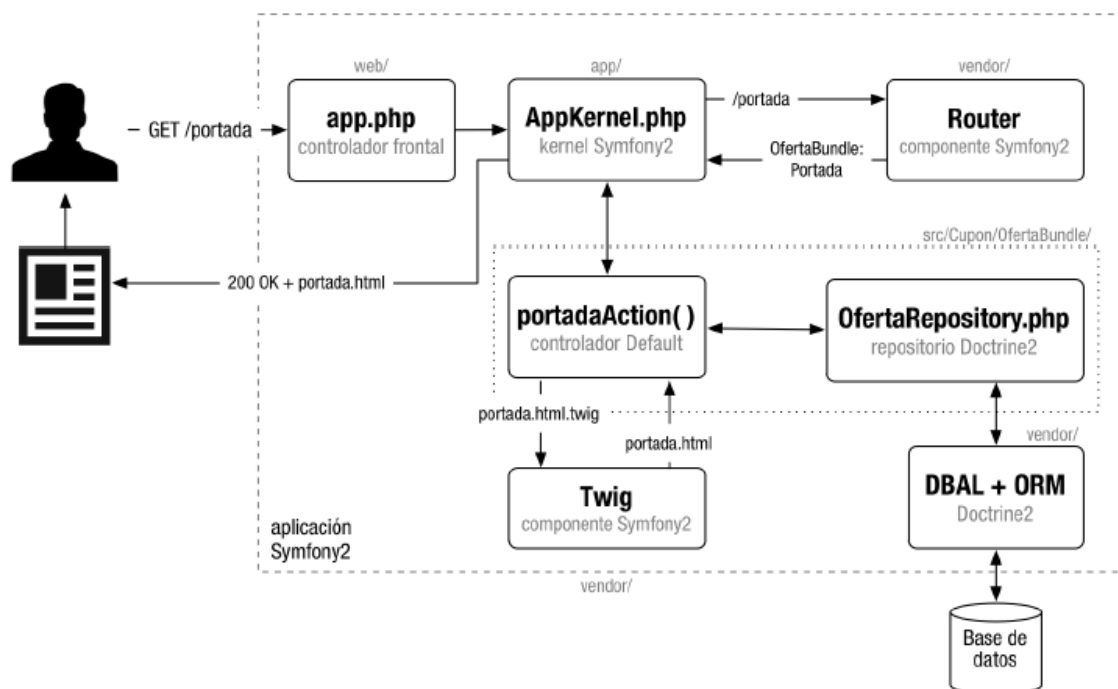 web/
app/
vendor/
GET /portada
app.php
controlador frontal
AppKernel.php
kernel Symfony2
/portada
OfertaBundle:
Portada
Router
componente Symfony2
src/Cupon/OfertaBundle/
200 OK + portada.html
portadaAction( )
controlador Default
OfertaRepository.php
repositorio Doctrine2
portada.html.twig
portada.html
vendor/
Twig
componente Symfony2
DBAL + ORM
Doctrine2
aplicación
Symfony2
vendor/
Base de
datos